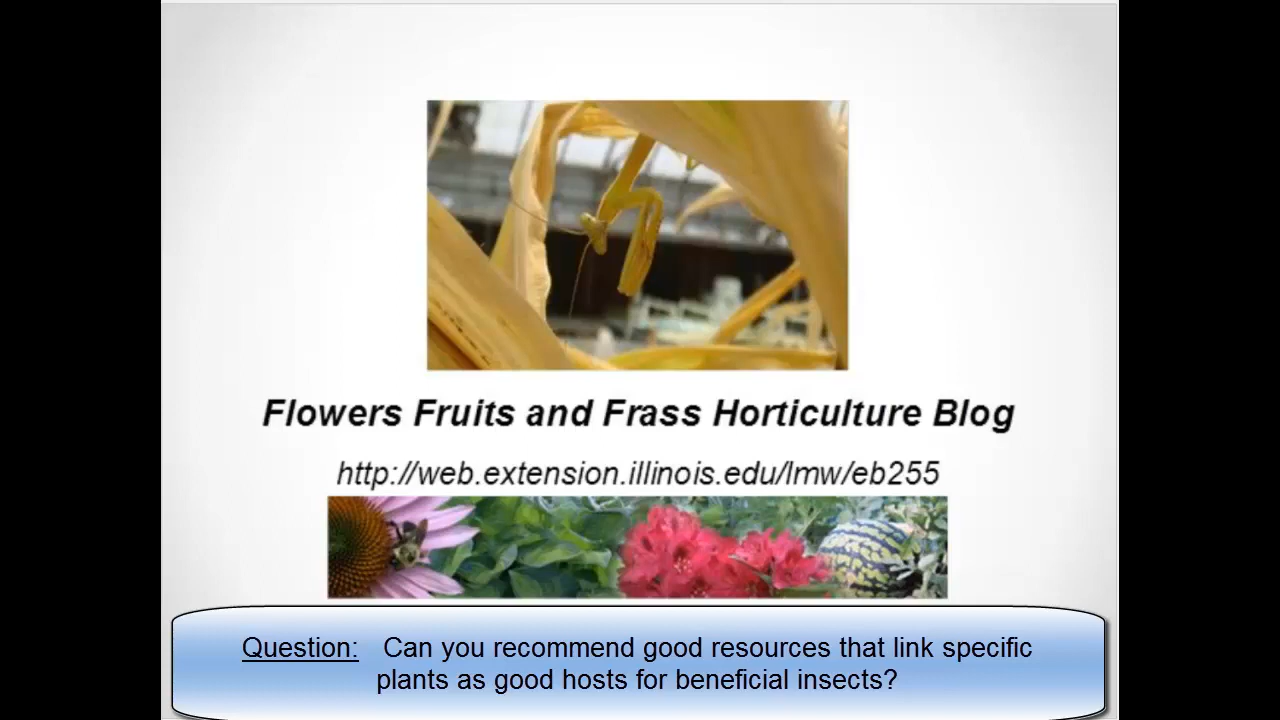 Flowers Fruits and Frass Horticulture Blog
http://web.extension.illinois.edu/lmw/eb255
Question: Can you recommend good resources that link specific
plants as good hosts for beneficial insects?